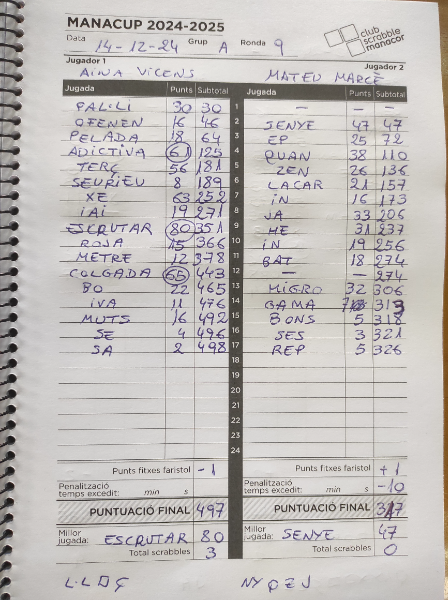 MANACUP 2024-2025
club scrabble manacor
Data 14-12-24 Grup A Ronda 9
Jugador 1 Jugador 2
AINA VICENS MATEU MARCÈ
Jugada Punts Subtotal Jugada Punts Subtotal
PAL·LI 30 30 1 — — —
OFENEN 16 46 2 SENYE 47 47
PELADA 18 64 3 EP 25 72
ADICTIVA 61 125 4 QUAN 38 110
TERÇ 56 181 5 ZEN 26 136
SEURIEU 8 189 6 LACAR 21 157
XE 63 252 7 IN 16 173
IAI 19 271 8 JA 33 206
ESCRUTAR 80 351 9 HE 31 237
ROJA 15 366 10 IN 19 256
METRE 12 378 11 BAT 18 274
COLGADA 65 443 12 — — 274
BO 22 465 13 MIGRO 32 306
IVA 11 476 14 GAMA 313
MUTS 16 492 15 BONS 5 318
SE 4 496 16 SES 3 321
SA 2 498 17 REP 5 326
18
19
20
21
22
23
24
Punts fitxes faristol -1 Punts fitxes faristol +1
Penalització temps excedit: min s Penalització temps excedit: min s -10
PUNTUACIÓ FINAL 497 PUNTUACIÓ FINAL 317
Millor jugada: ESCRUTAR 80 Millor jugada: SENYE 47
Total scrabbles 3 Total scrabbles 0